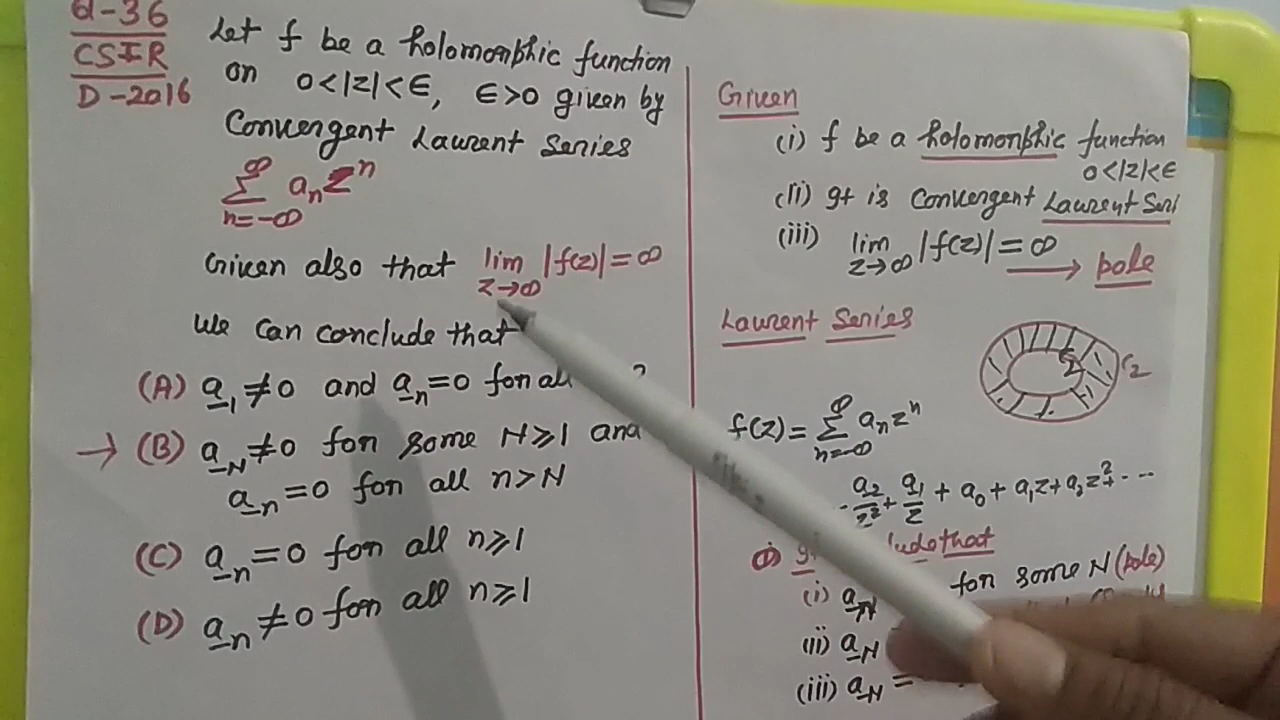 Q-36
CSIR
D-2016
Let f be a holomorphic function
on 0<|z|<ϵ, ϵ>0 given by
Convergent Laurent Series
∞
∑ aₙzⁿ
n=-∞
Given also that lim |f(z)|=∞
z→∞
We can conclude that
(A) a₋₁≠0 and a₋ₙ=0 for all
→ (B) a₋N≠0 for some N≥1 and
a₋ₙ=0 for all n>N
(C) a₋ₙ=0 for all n≥1
(D) a₋ₙ≠0 for all n≥1
Given
(i) f be a holomorphic function
0<|z|<ϵ
(ii) It is Convergent Laurent Seri
(iii) lim |f(z)|=∞ → pole
z→∞
Laurent Series
f(z)=∑ aₙzⁿ
n=-∞
a₂/z²+a₁/z+a₀+a₁z+a₂z²+---
(i) a₋N for some N (pole)
(ii) a₋N
(iii) a₋N =